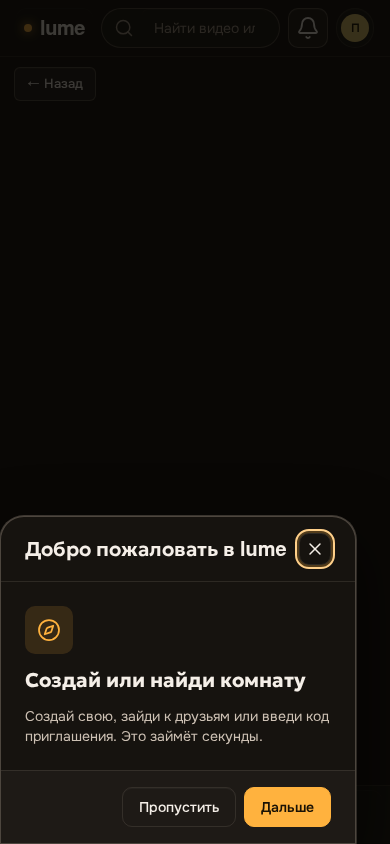 lume
Найти видео ил
П
← Назад
Добро пожаловать в lume
Создай или найди комнату
Создай свою, зайди к друзьям или введи код
приглашения. Это займёт секунды.
Пропустить
Дальше